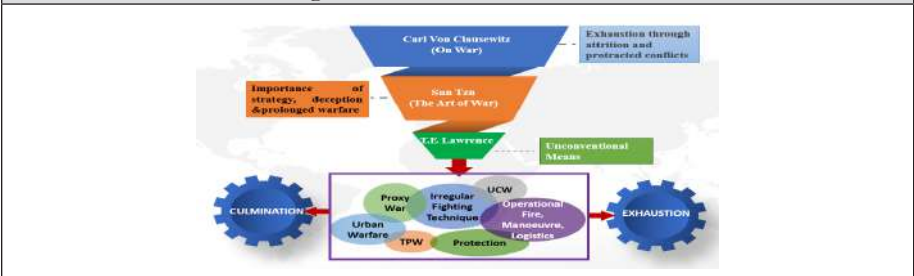 Carl Von Clausewitz
(On War)
Exhaustion through
attrition and
protracted conflicts
Importance of
strategy, deception
&prolonged warfare
Sun Tzu
(The Art of War)
T.E. Lawrence
Unconventional
Means
UCW
Proxy
War
Irregular
Fighting
Technique
Operational
Fire,
Manoeuvre,
Logistics
CULMINATION
EXHAUSTION
Urban
Warfare
TPW
Protection